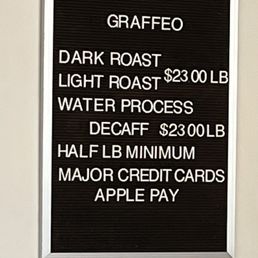 GRAFFEO
DARK ROAST
LIGHT ROAST $23 00 LB
WATER PROCESS
DECAFF $23 00 LB
HALF LB MINIMUM
MAJOR CREDIT CARDS
APPLE PAY